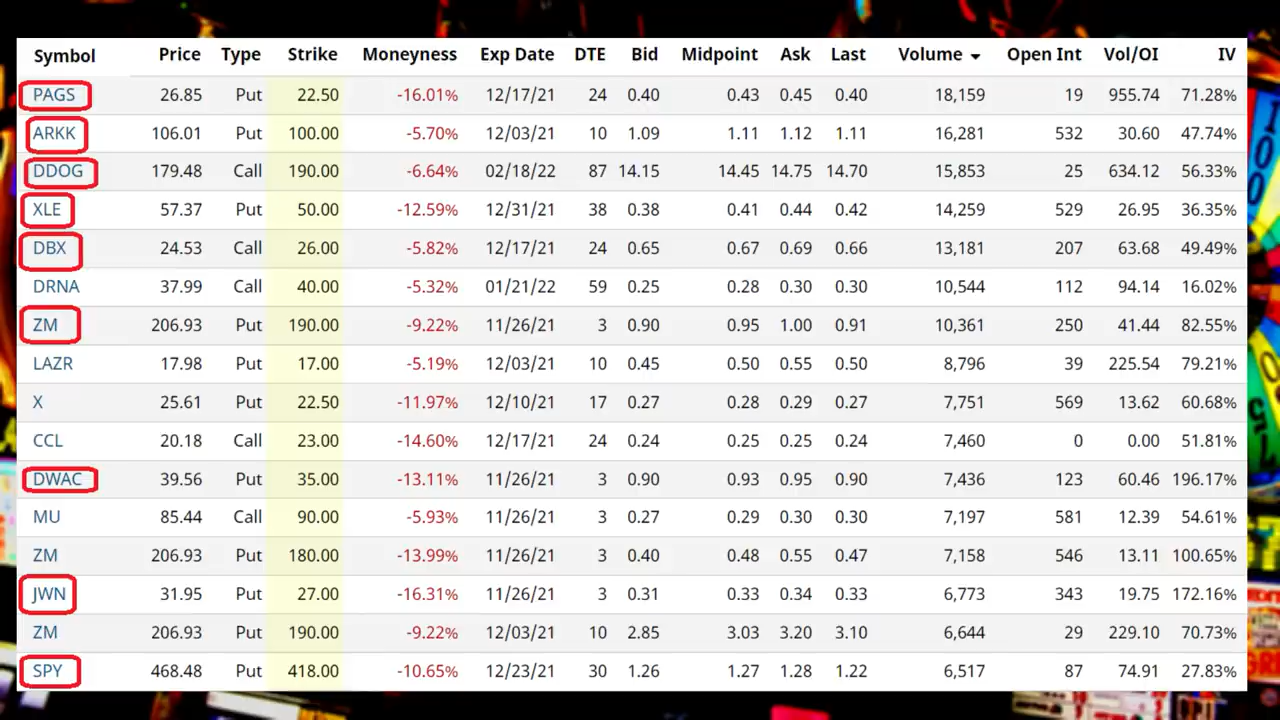 Symbol Price Type Strike Moneyness Exp Date DTE Bid Midpoint Ask Last Volume Open Int Vol/OI IV
PAGS 26.85 Put 22.50 -16.01% 12/17/21 24 0.40 0.43 0.45 0.40 18,159 19 955.74 71.28%
ARKK 106.01 Put 100.00 -5.70% 12/03/21 10 1.09 1.11 1.12 1.11 16,281 532 30.60 47.74%
DDOG 179.48 Call 190.00 -6.64% 02/18/22 87 14.15 14.45 14.75 14.70 15,853 25 634.12 56.33%
XLE 57.37 Put 50.00 -12.59% 12/31/21 38 0.38 0.41 0.44 0.42 14,259 529 26.95 36.35%
DBX 24.53 Call 26.00 -5.82% 12/17/21 24 0.65 0.67 0.69 0.66 13,181 207 63.68 49.49%
DRNA 37.99 Call 40.00 -5.32% 01/21/22 59 0.25 0.28 0.30 0.30 10,544 112 94.14 16.02%
ZM 206.93 Put 190.00 -9.22% 11/26/21 3 0.90 0.95 1.00 0.91 10,361 250 41.44 82.55%
LAZR 17.98 Put 17.00 -5.19% 12/03/21 10 0.45 0.50 0.55 0.50 8,796 39 225.54 79.21%
X 25.61 Put 22.50 -11.97% 12/10/21 17 0.27 0.28 0.29 0.27 7,751 569 13.62 60.68%
CCL 20.18 Call 23.00 -14.60% 12/17/21 24 0.24 0.25 0.25 0.24 7,460 0 0.00 51.81%
DWAC 39.56 Put 35.00 -13.11% 11/26/21 3 0.90 0.93 0.95 0.90 7,436 123 60.46 196.17%
MU 85.44 Call 90.00 -5.93% 11/26/21 3 0.27 0.29 0.30 0.30 7,197 581 12.39 54.61%
ZM 206.93 Put 180.00 -13.99% 11/26/21 3 0.40 0.48 0.55 0.47 7,158 546 13.11 100.65%
JWN 31.95 Put 27.00 -16.31% 11/26/21 3 0.31 0.33 0.34 0.33 6,773 343 19.75 172.16%
ZM 206.93 Put 190.00 -9.22% 12/03/21 10 2.85 3.03 3.20 3.10 6,644 29 229.10 70.73%
SPY 468.48 Put 418.00 -10.65% 12/23/21 30 1.26 1.27 1.28 1.22 6,517 87 74.91 27.83%